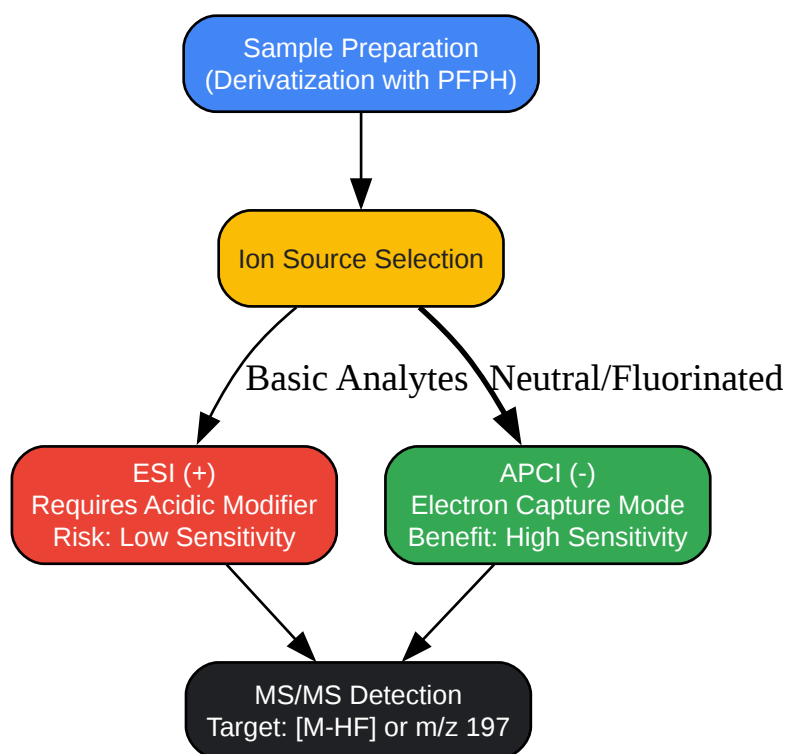 Sample Preparation
(Derivatization with PFPH)
Ion Source Selection
Basic Analytes
Neutral/Fluorinated
ESI (+)
Requires Acidic Modifier
Risk: Low Sensitivity
APCI (-)
Electron Capture Mode
Benefit: High Sensitivity
MS/MS Detection
Target: [M-HF] or m/z 197